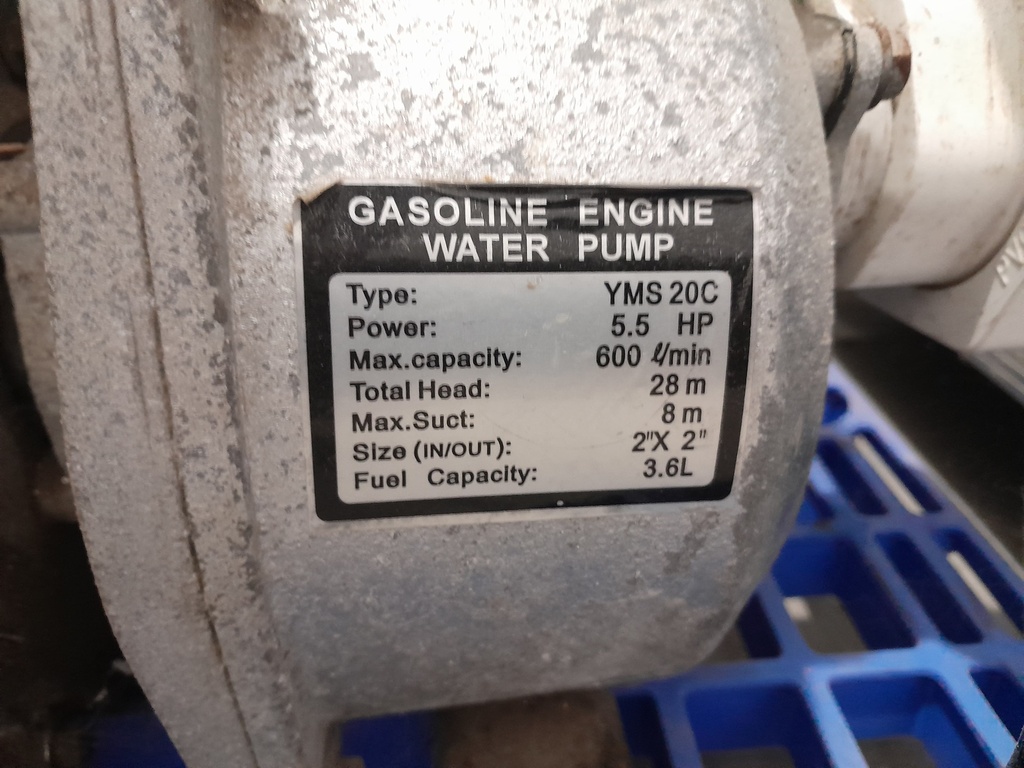 GASOLINE ENGINE
WATER PUMP
Type: YMS 20C
Power: 5.5 HP
Max.capacity: 600 ℓ/min
Total Head: 28 m
Max.Suct: 8 m
Size (IN/OUT): 2"X 2"
Fuel Capacity: 3.6L